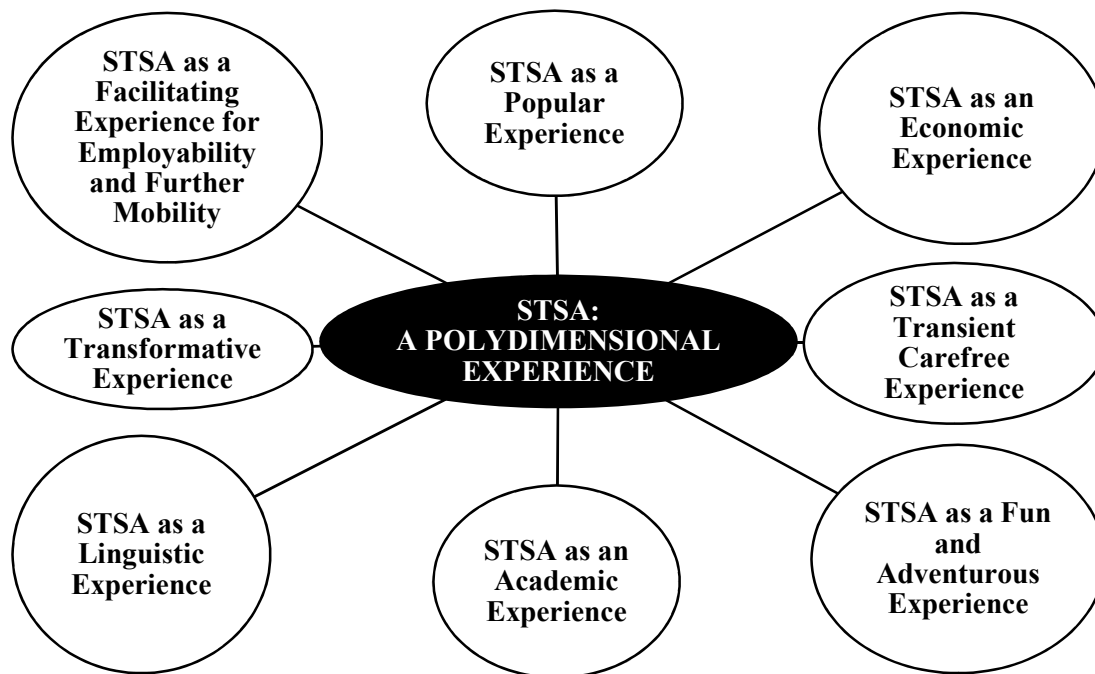 STSA as a
Facilitating
Experience for
Employability
and Further
Mobility
STSA as a
Popular
Experience
STSA as an
Economic
Experience
STSA as a
Transformative
Experience
STSA:
A POLYDIMENSIONAL
EXPERIENCE
STSA as a
Transient
Carefree
Experience
STSA as a
Linguistic
Experience
STSA as an
Academic
Experience
STSA as a Fun
and
Adventurous
Experience